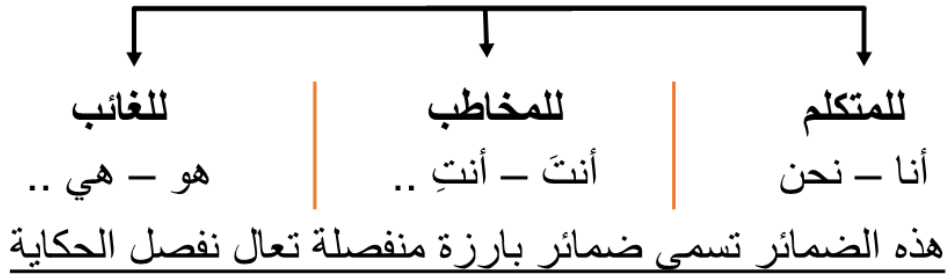 للمتكلم للمخاطب للغائب
أنا – نحن أنتَ – أنتِ .. هو – هي ..
هذه الضمائر تسمى ضمائر بارزة منفصلة تعال نفصل الحكاية